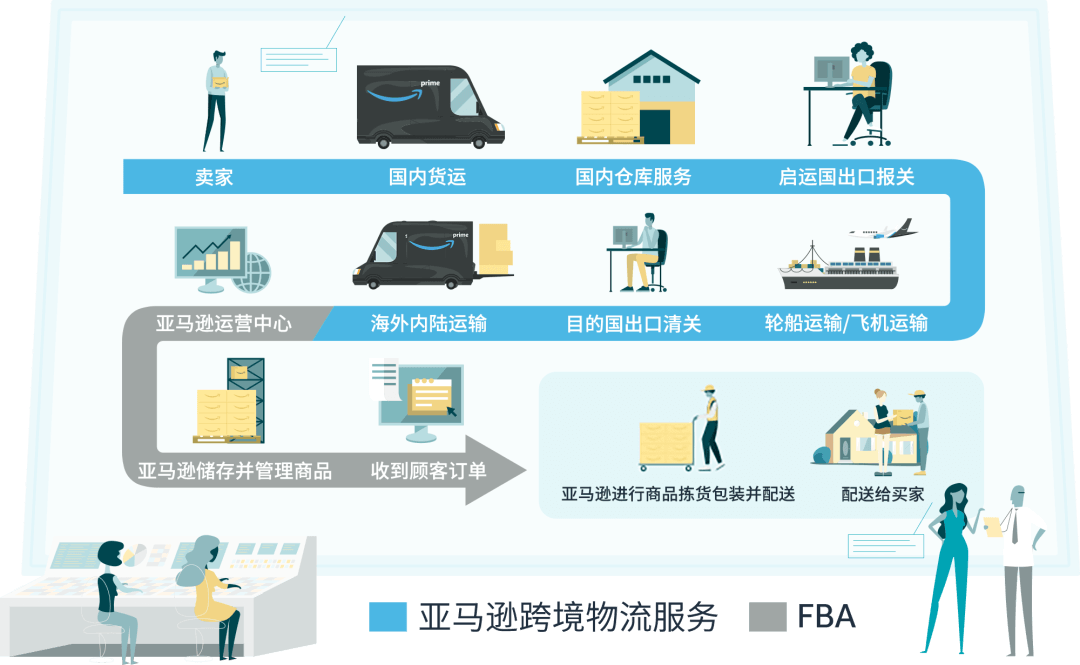 prime
卖家
国内货运
国内仓库服务
启运国出口报关
prime
亚马逊运营中心
海外内陆运输
目的国出口清关
轮船运输/飞机运输
亚马逊储存并管理商品
收到顾客订单
亚马逊进行商品拣货包装并配送
配送给买家
亚马逊跨境物流服务
FBA